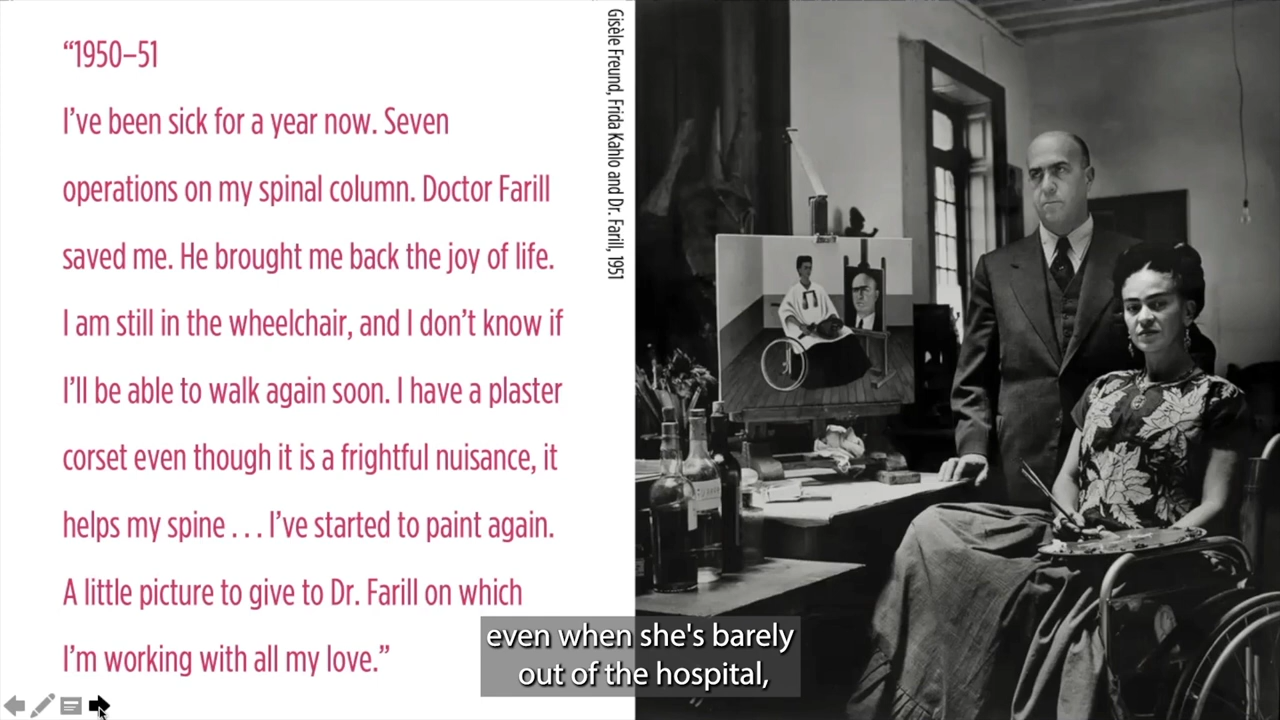 “1950–51
I’ve been sick for a year now. Seven
operations on my spinal column. Doctor Farill
saved me. He brought me back the joy of life.
I am still in the wheelchair, and I don’t know if
I’ll be able to walk again soon. I have a plaster
corset even though it is a frightful nuisance, it
helps my spine . . . I’ve started to paint again.
A little picture to give to Dr. Farill on which
I’m working with all my love.”
Gisèle Freund, Frida Kahlo and Dr. Farill, 1951
even when she's barely
out of the hospital,